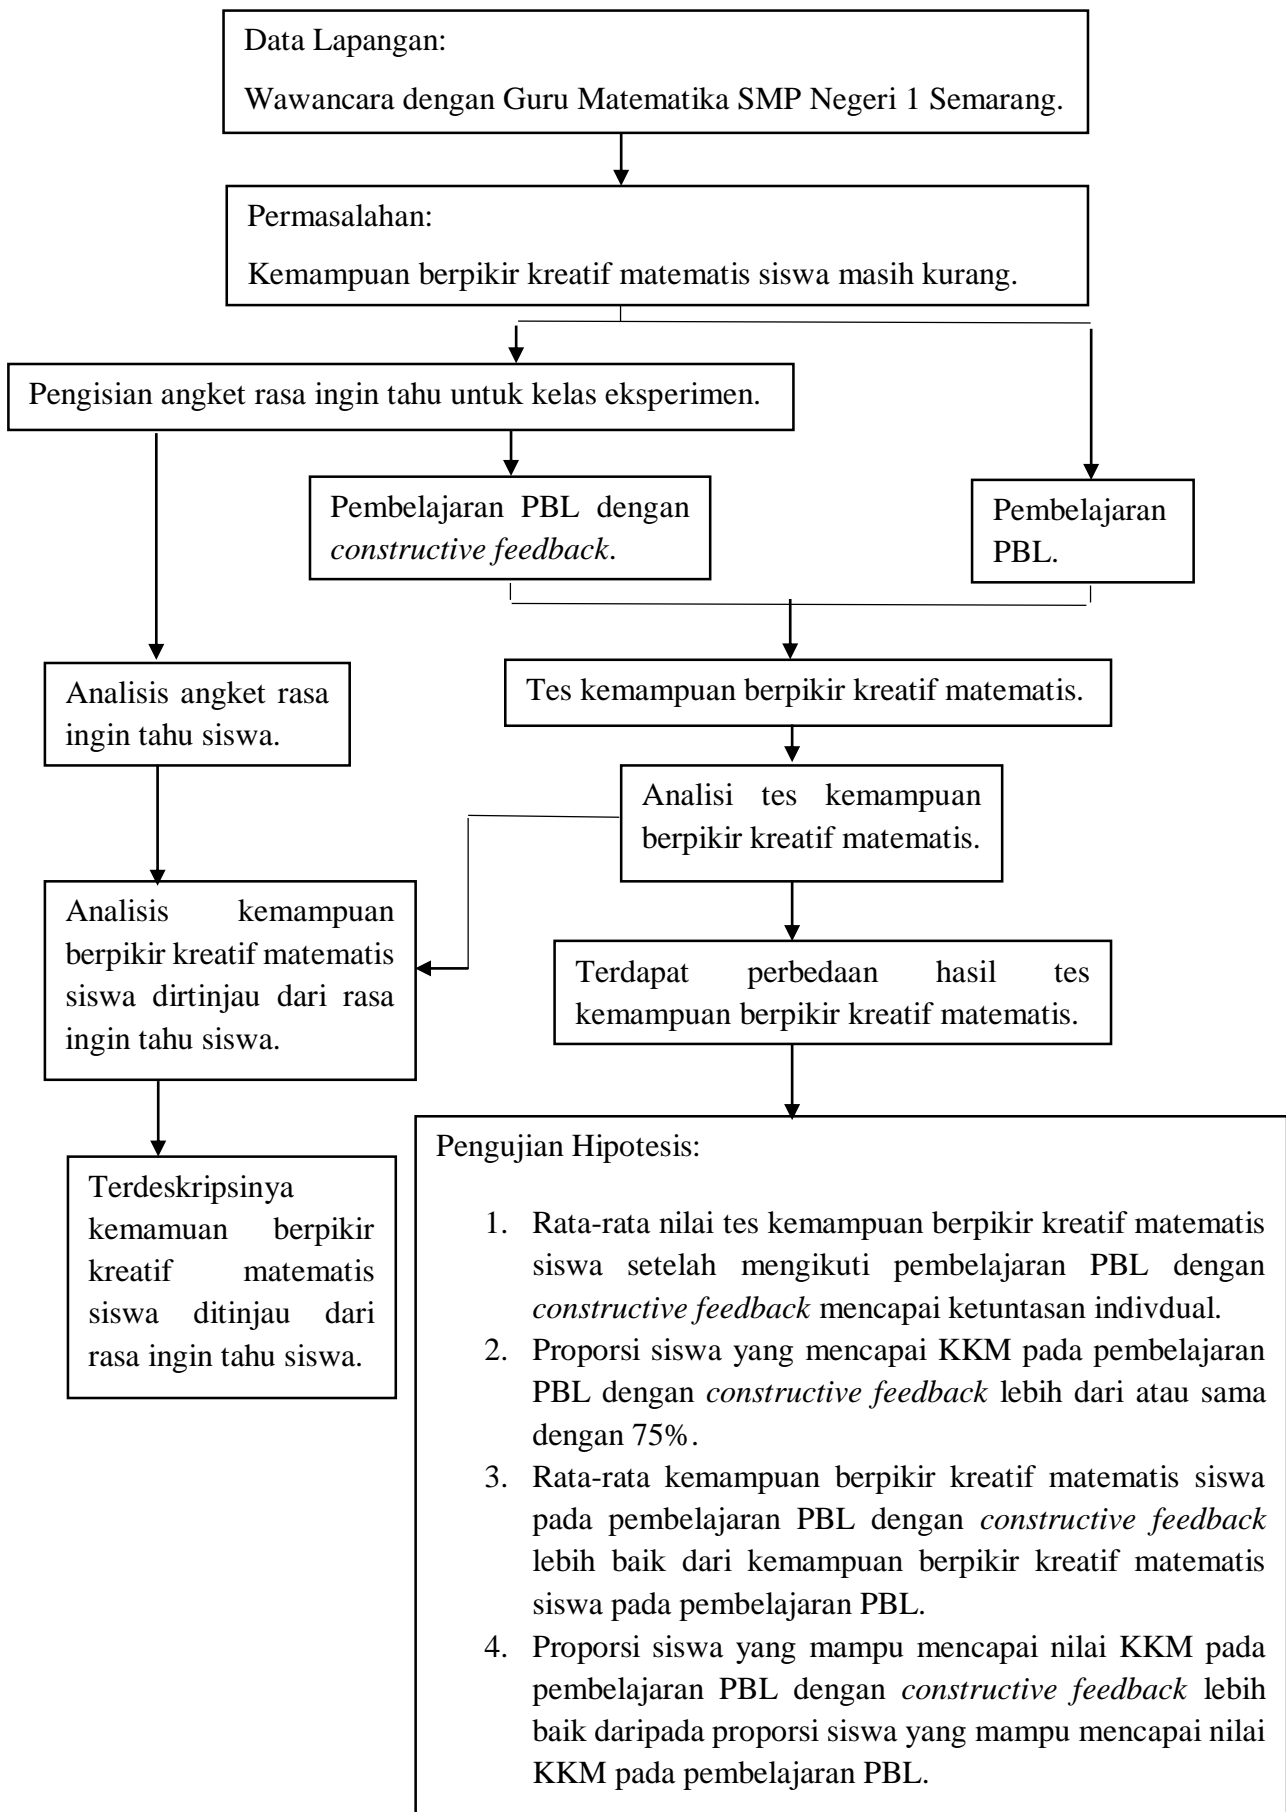 Data Lapangan:
Wawancara dengan Guru Matematika SMP Negeri 1 Semarang.
Permasalahan:
Kemampuan berpikir kreatif matematis siswa masih kurang.
Pengisian angket rasa ingin tahu untuk kelas eksperimen.
Pembelajaran PBL dengan
constructive feedback.
Pembelajaran
PBL.
Analisis angket rasa
ingin tahu siswa.
Tes kemampuan berpikir kreatif matematis.
Analisi tes kemampuan
berpikir kreatif matematis.
Analisis kemampuan
berpikir kreatif matematis
siswa dirtinjau dari rasa
ingin tahu siswa.
Terdapat perbedaan hasil tes
kemampuan berpikir kreatif matematis.
Terdeskripsinya
kemamuan berpikir
kreatif matematis
siswa ditinjau dari
rasa ingin tahu siswa.
Pengujian Hipotesis:
1. Rata-rata nilai tes kemampuan berpikir kreatif matematis
siswa setelah mengikuti pembelajaran PBL dengan
constructive feedback mencapai ketuntasan indivdual.
2. Proporsi siswa yang mencapai KKM pada pembelajaran
PBL dengan constructive feedback lebih dari atau sama
dengan 75%.
3. Rata-rata kemampuan berpikir kreatif matematis siswa
pada pembelajaran PBL dengan constructive feedback
lebih baik dari kemampuan berpikir kreatif matematis
siswa pada pembelajaran PBL.
4. Proporsi siswa yang mampu mencapai nilai KKM pada
pembelajaran PBL dengan constructive feedback lebih
baik daripada proporsi siswa yang mampu mencapai nilai
KKM pada pembelajaran PBL.